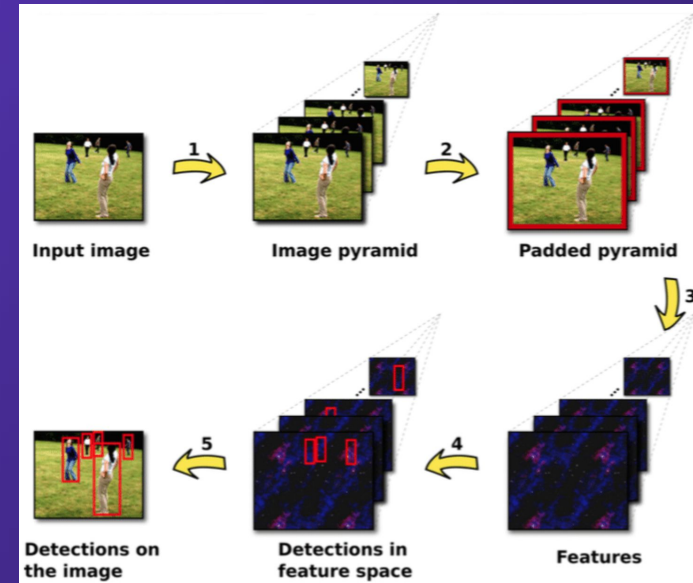 1
2
Input image
Image pyramid
Padded pyramid
3
5
4
Detections on
the image
Detections in
feature space
Features